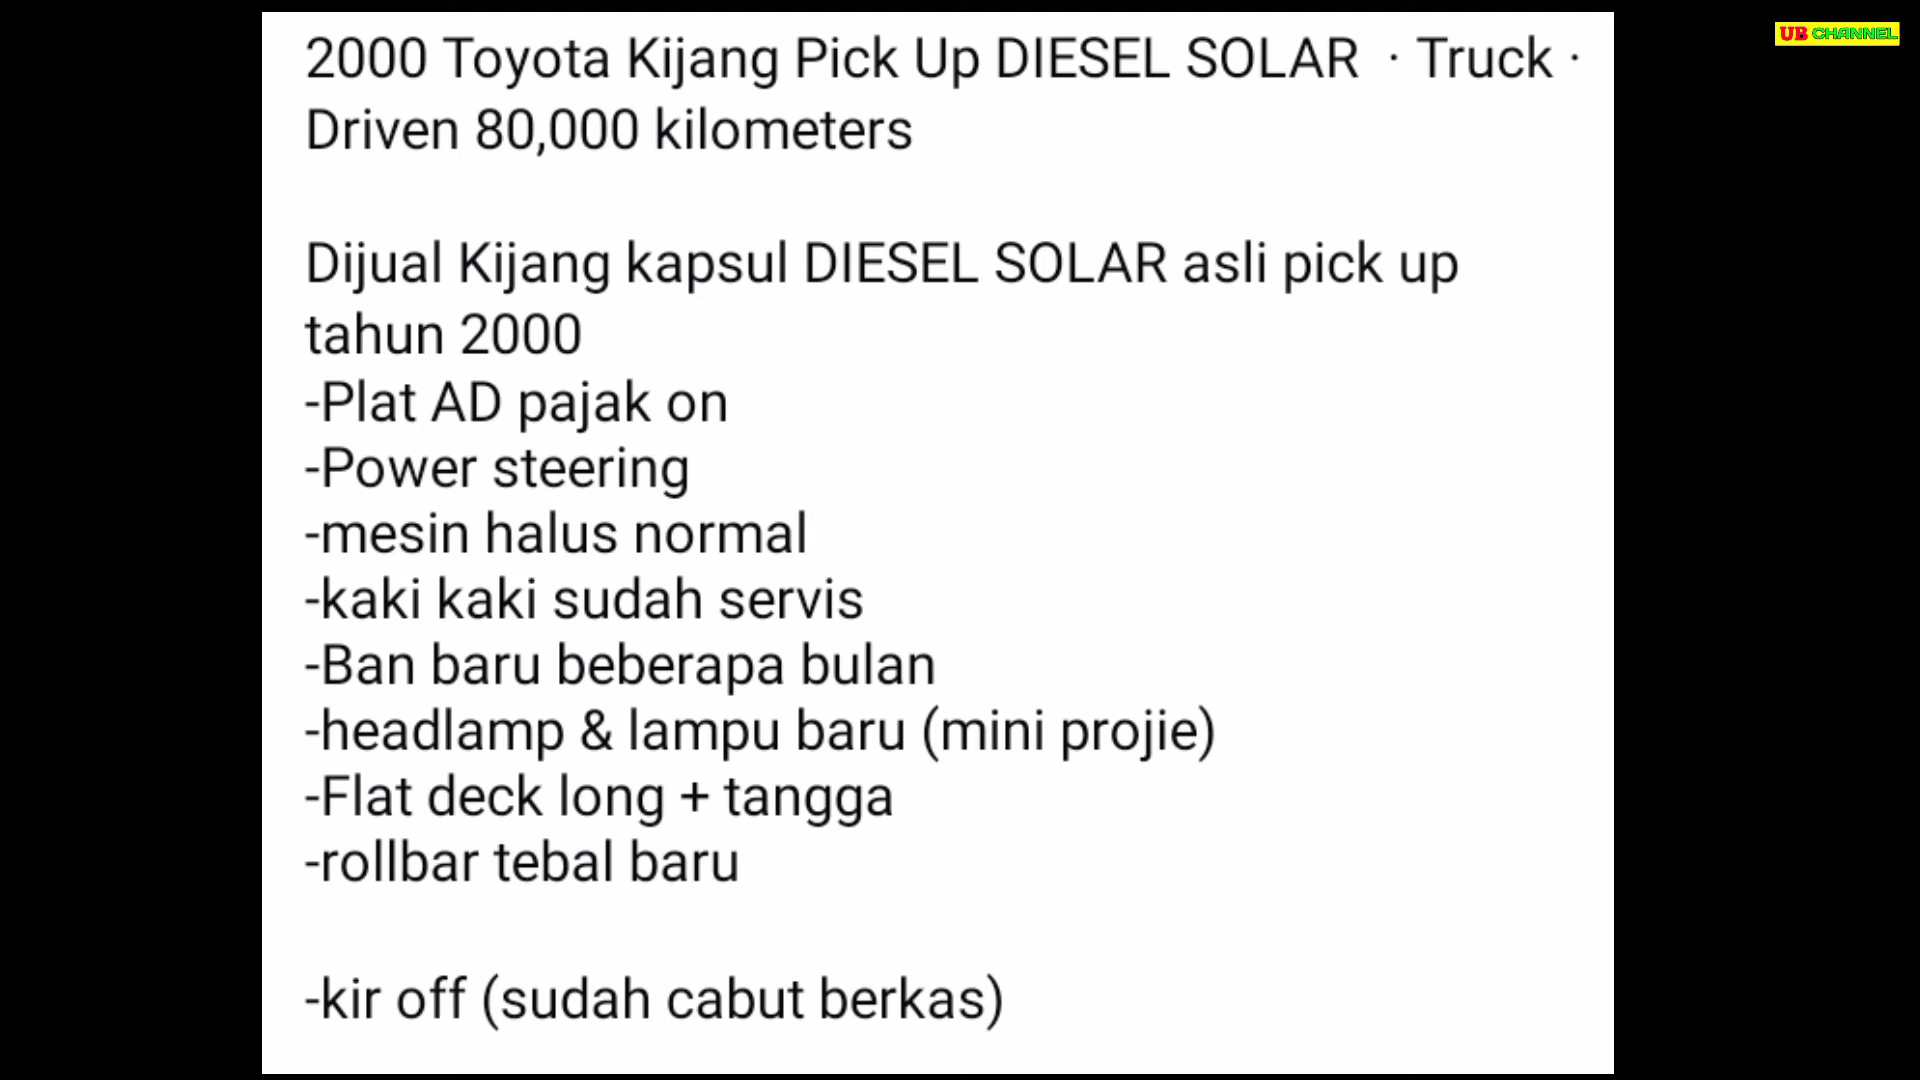 2000 Toyota Kijang Pick Up DIESEL SOLAR · Truck ·
Driven 80,000 kilometers
Dijual Kijang kapsul DIESEL SOLAR asli pick up
tahun 2000
-Plat AD pajak on
-Power steering
-mesin halus normal
-kaki kaki sudah servis
-Ban baru beberapa bulan
-headlamp & lampu baru (mini projie)
-Flat deck long + tangga
-rollbar tebal baru
-kir off (sudah cabut berkas)
UB CHANNEL